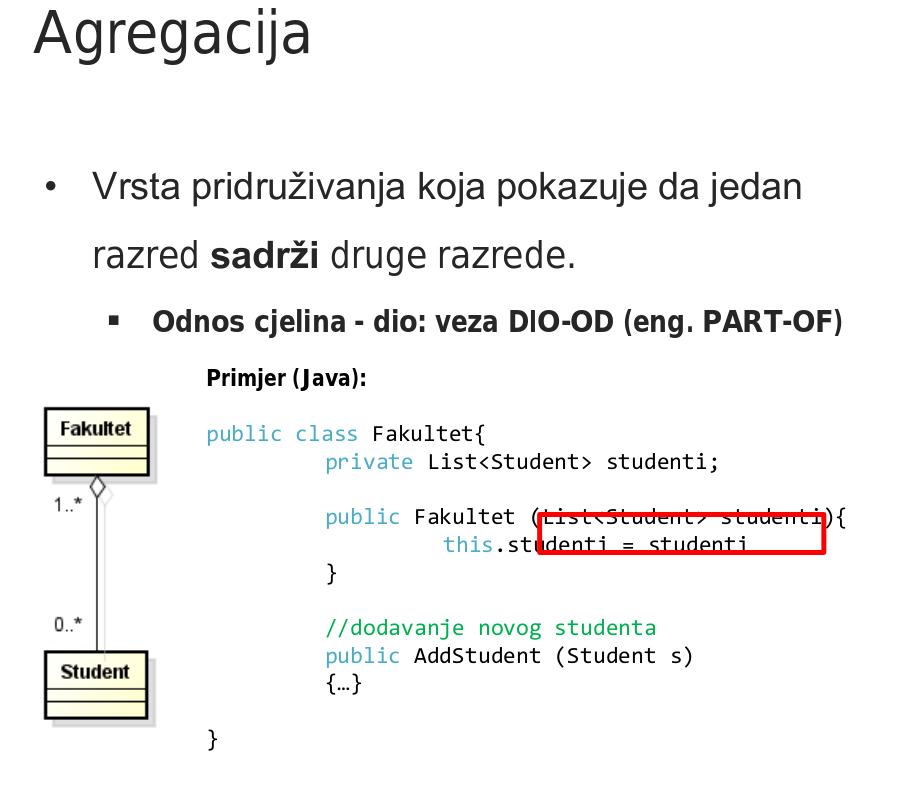 Agregacija
• Vrsta pridruživanja koja pokazuje da jedan
razred sadrži druge razrede.
▪ Odnos cjelina - dio: veza DIO-OD (eng. PART-OF)
Primjer (Java):
Fakultet
1..*
0..*
Student
public class Fakultet{
private List<Student> studenti;
public Fakultet (List<Student> studenti){
this.studenti = studenti
}
//dodavanje novog studenta
public AddStudent (Student s)
{…}
}